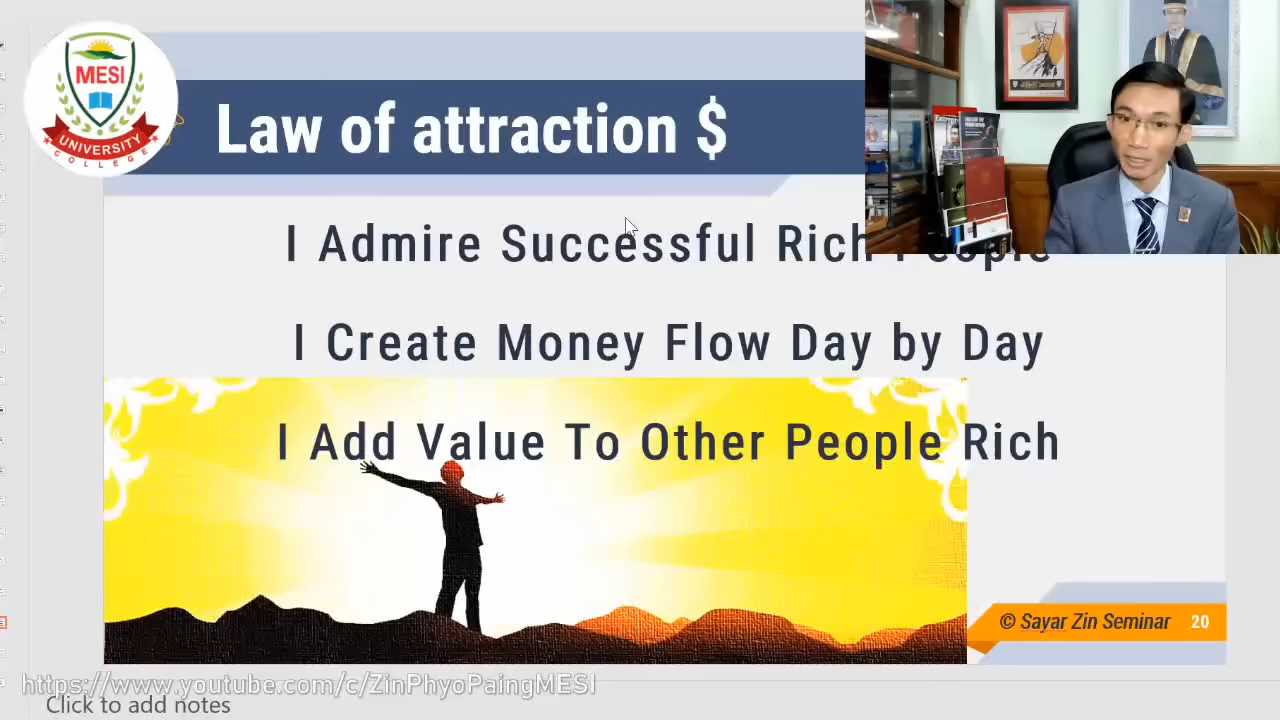 MESI
UNIVERSITY
COLLEGE
Law of attraction $
I Admire Successful Rich People
I Create Money Flow Day by Day
I Add Value To Other People Rich
© Sayar Zin Seminar 20
https://www.youtube.com/c/ZinPhyoPaingMESI
Click to add notes